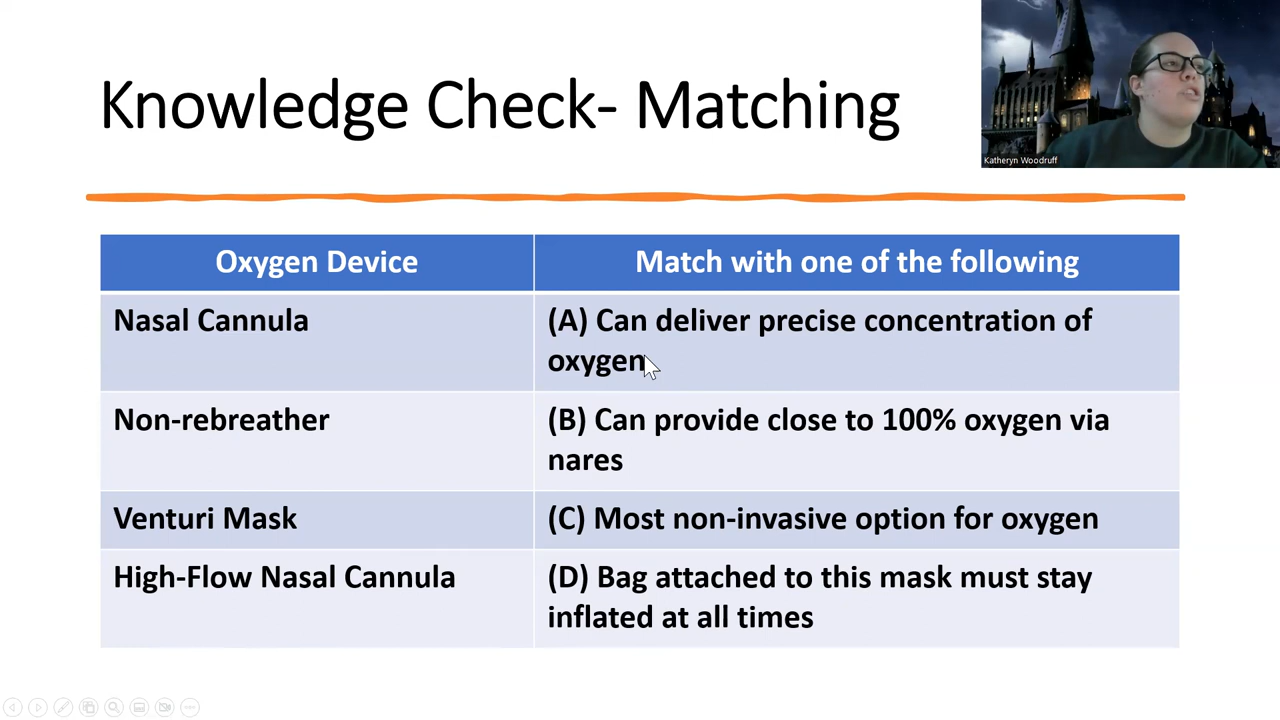 Knowledge Check- Matching
Katheryn Woodruff
Oxygen Device
Match with one of the following
Nasal Cannula
(A) Can deliver precise concentration of
oxygen
Non-rebreather
(B) Can provide close to 100% oxygen via
nares
Venturi Mask
(C) Most non-invasive option for oxygen
High-Flow Nasal Cannula
(D) Bag attached to this mask must stay
inflated at all times